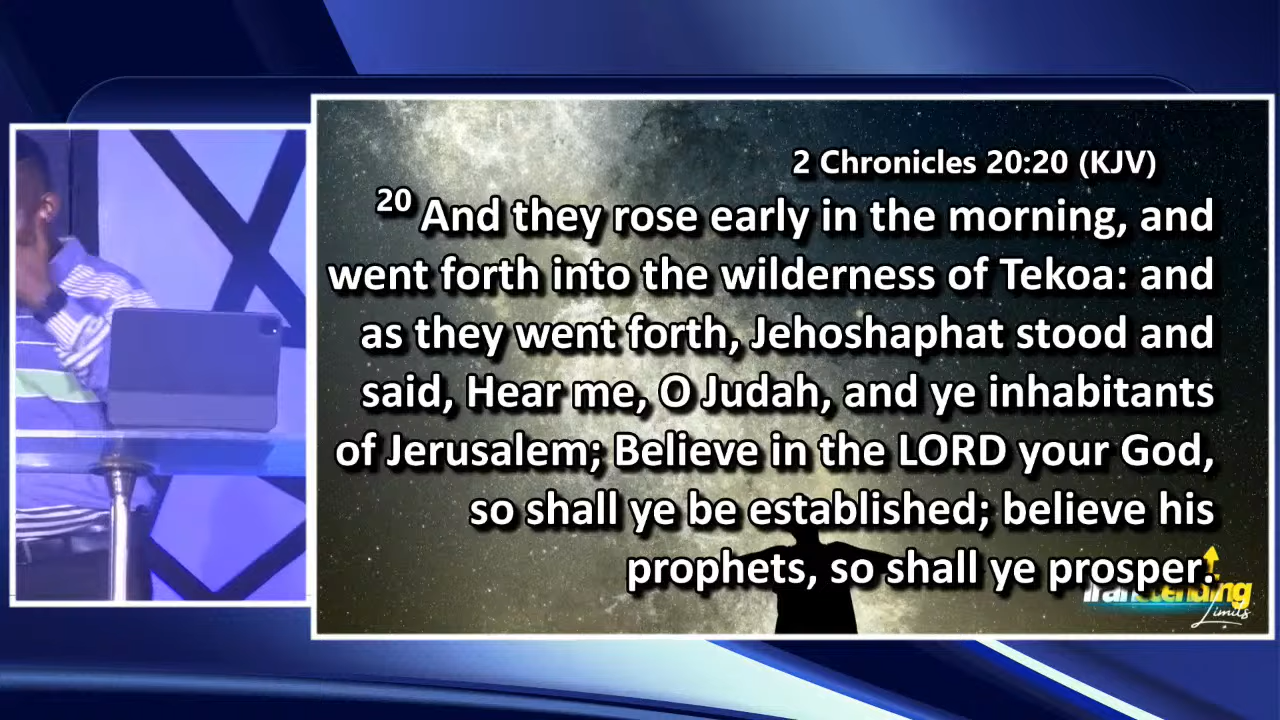 2 Chronicles 20:20 (KJV)
20 And they rose early in the morning, and
went forth into the wilderness of Tekoa: and
as they went forth, Jehoshaphat stood and
said, Hear me, O Judah, and ye inhabitants
of Jerusalem; Believe in the LORD your God,
so shall ye be established; believe his
prophets, so shall ye prosper.
Transcending
Limits